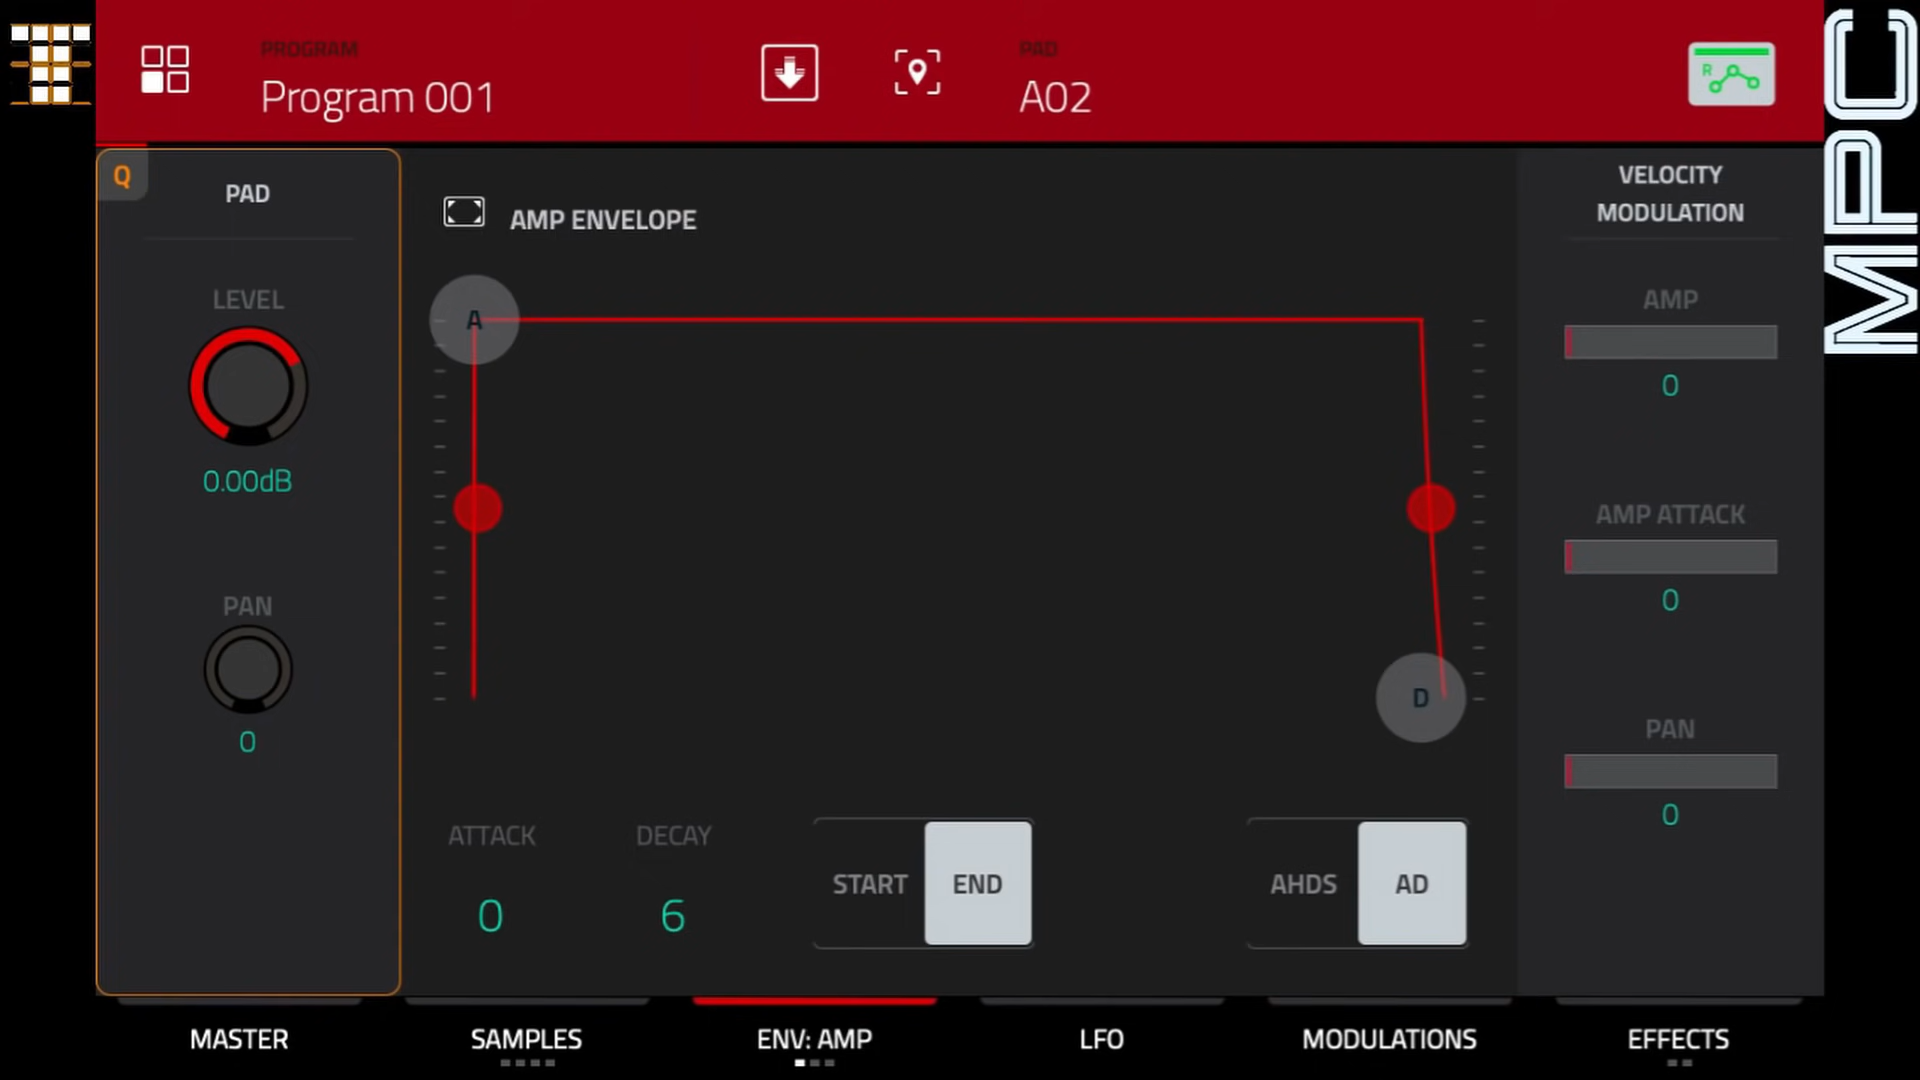 PROGRAM
Program 001
PAD
A02
R
MPC
Q
PAD
LEVEL
0.00dB
PAN
0
AMP ENVELOPE
A
D
ATTACK
0
DECAY
6
START
END
AHDS
AD
VELOCITY
MODULATION
AMP
0
AMP ATTACK
0
PAN
0
MASTER
SAMPLES
ENV: AMP
LFO
MODULATIONS
EFFECTS